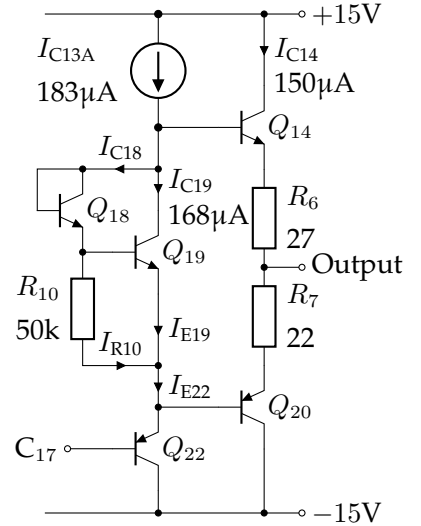 +15V
I_C13A
183µA
I_C14
150µA
Q_14
I_C18
I_C19
168µA
Q_18
Q_19
R_6
27
Output
R_10
50k
R_7
22
I_R10
I_E19
I_E22
Q_20
C_17
Q_22
−15V